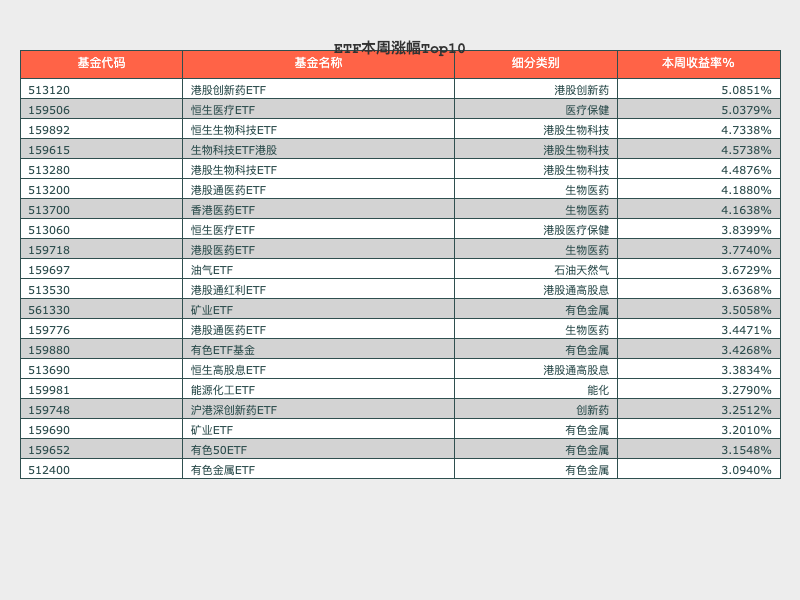 ETF本周涨幅Top10
基金代码 基金名称 细分类别 本周收益率%
513120 港股创新药ETF 港股创新药 5.0851%
159506 恒生医疗ETF 医疗保健 5.0379%
159892 恒生生物科技ETF 港股生物科技 4.7338%
159615 生物科技ETF港股 港股生物科技 4.5738%
513280 港股生物科技ETF 港股生物科技 4.4876%
513200 港股通医药ETF 生物医药 4.1880%
513700 香港医药ETF 生物医药 4.1638%
513060 恒生医疗ETF 港股医疗保健 3.8399%
159718 港股医药ETF 生物医药 3.7740%
159697 油气ETF 石油天然气 3.6729%
513530 港股通红利ETF 港股通高股息 3.6368%
561330 矿业ETF 有色金属 3.5058%
159776 港股通医药ETF 生物医药 3.4471%
159880 有色ETF基金 有色金属 3.4268%
513690 恒生高股息ETF 港股通高股息 3.3834%
159981 能源化工ETF 能化 3.2790%
159748 沪港深创新药ETF 创新药 3.2512%
159690 矿业ETF 有色金属 3.2010%
159652 有色50ETF 有色金属 3.1548%
512400 有色金属ETF 有色金属 3.0940%